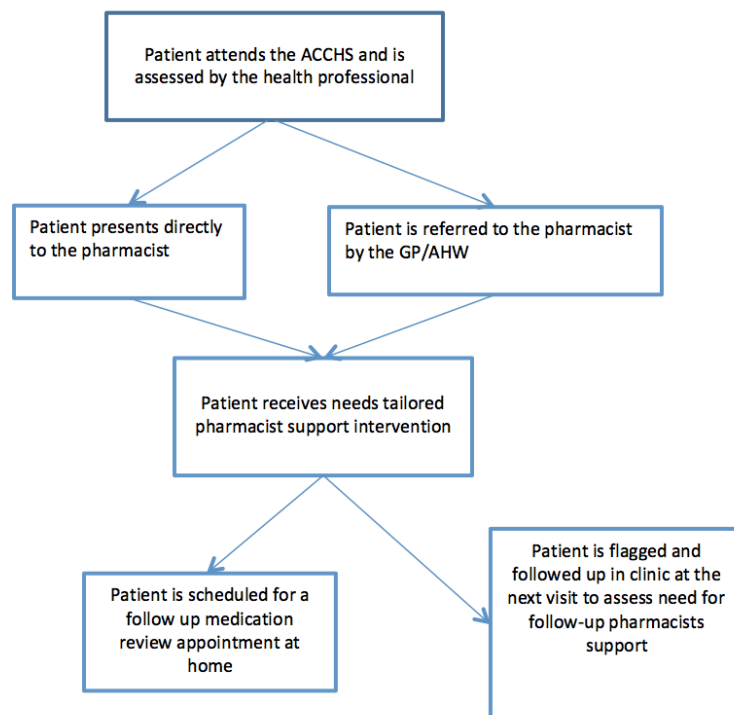 Patient attends the ACCHS and is
assessed by the health professional
Patient presents directly
to the pharmacist
Patient is referred to the pharmacist
by the GP/AHW
Patient receives needs tailored
pharmacist support intervention
Patient is scheduled for a
follow up medication
review appointment at
home
Patient is flagged and
followed up in clinic at the
next visit to assess need for
follow-up pharmacists
support